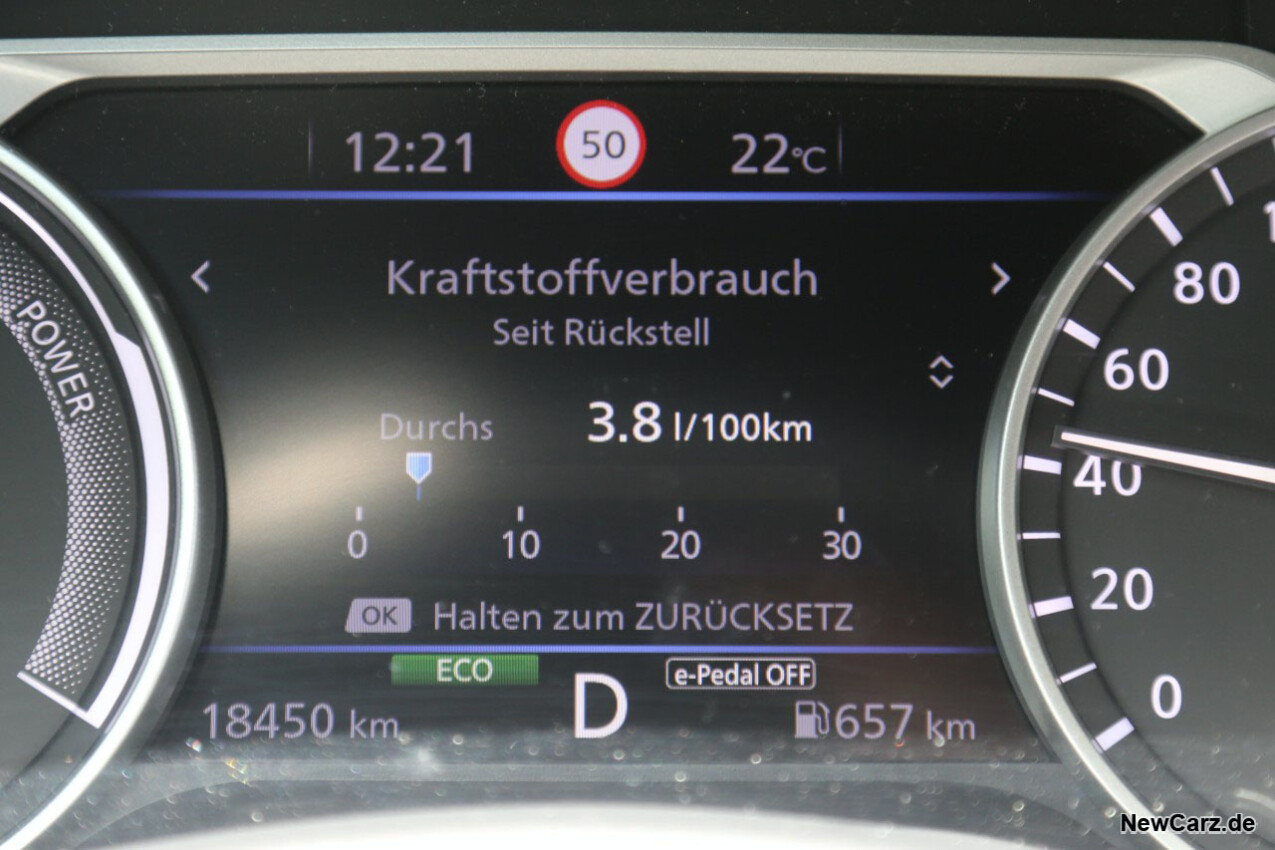 12:21 50 22°C
Kraftstoffverbrauch
Seit Rückstell
Durchs 3.8 l/100km
0 10 20 30
OK Halten zum ZURÜCKSETZ
ECO D e-Pedal OFF
18450 km 657 km
POWER
80
60
40
20
0
NewCarz.de